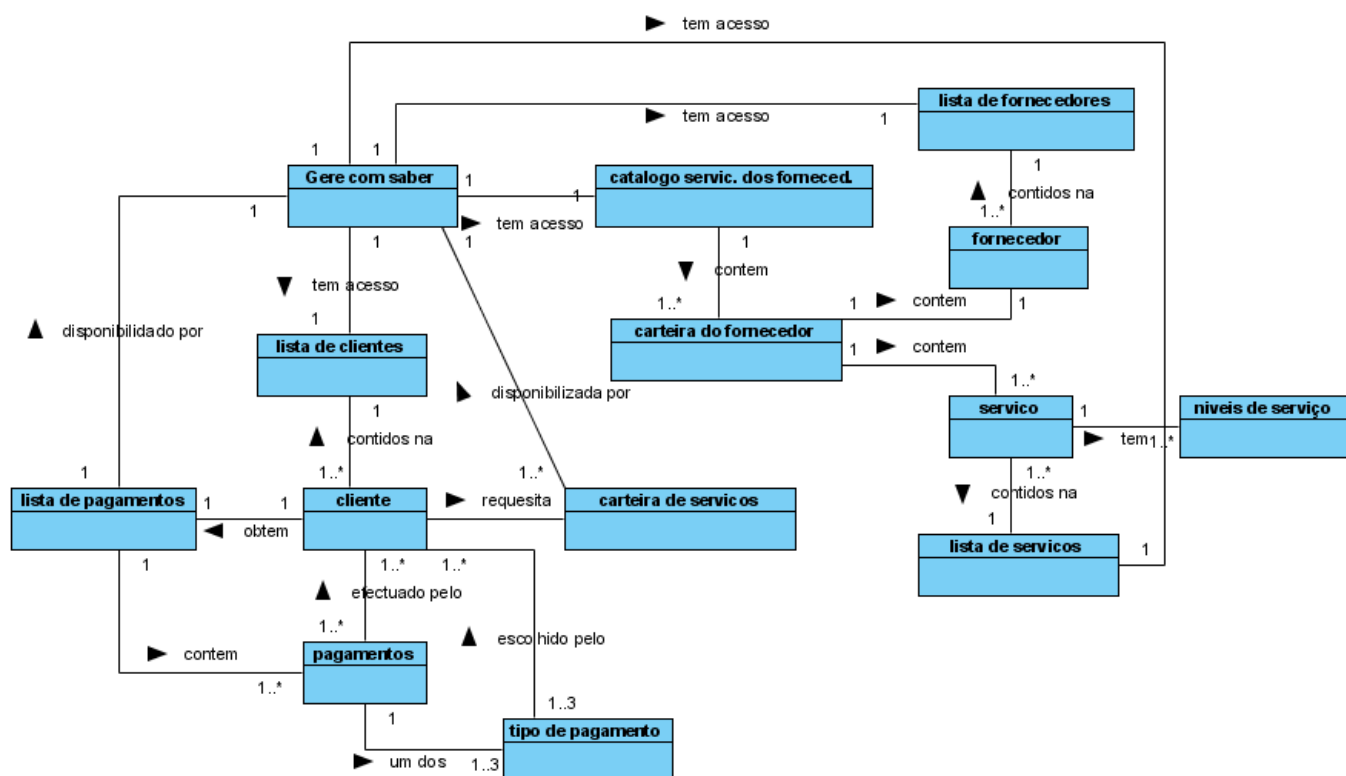 tem acesso
lista de fornecedores
tem acesso
1
1
1
Gere com saber
catalogo servic. dos forneced.
1
1
1
1
contidos na
1..*
tem acesso
1
1
1
fornecedor
1
contem
tem acesso
1..*
1
contem
1
disponibilidado por
1
carteira do fornecedor
lista de clientes
1
contem
1..*
disponibilizada por
servico
1
niveis de serviço
1
tem
1..*
contidos na
1..*
contidos na
1..*
1..*
1
lista de pagamentos
1
1
cliente
requesita
carteira de servicos
1
obtem
lista de servicos
1
1
1..*
1..*
efectuado pelo
1..*
escolhido pelo
contem
pagamentos
1..*
1
1..3
tipo de pagamento
um dos
1..3